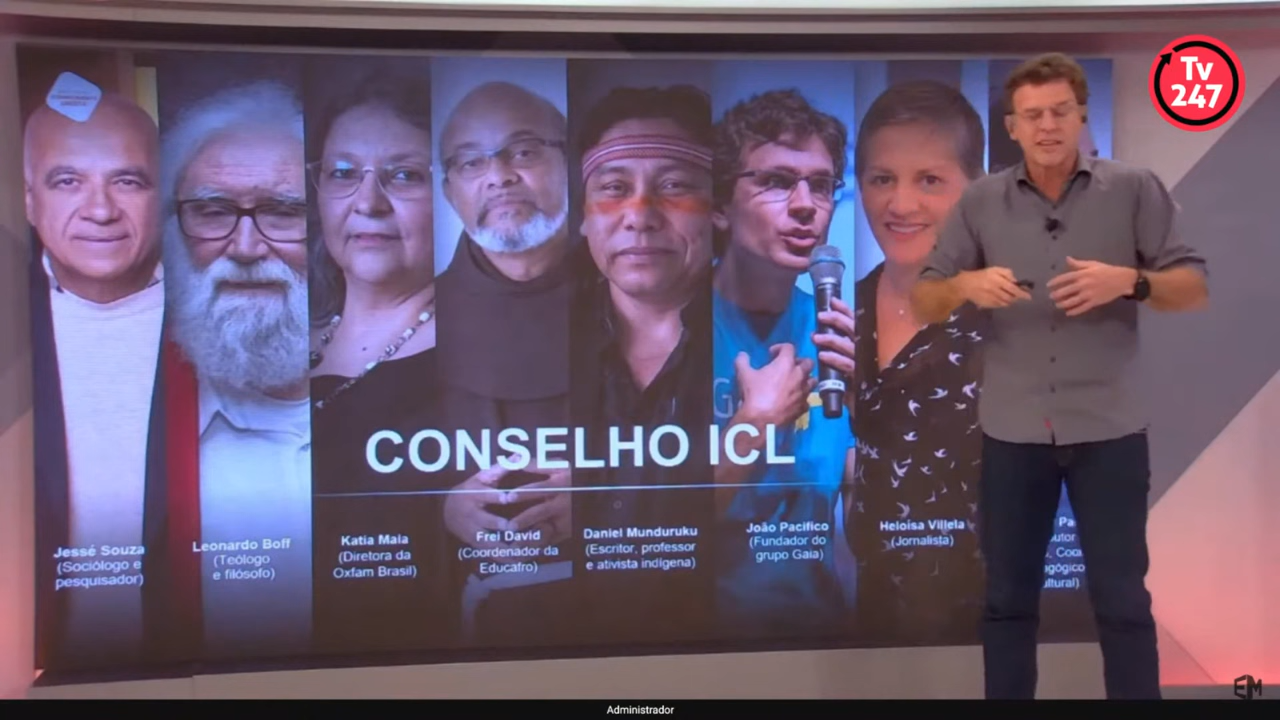 Tv
247
CONSELHO ICL
Jessé Souza
(Sociólogo e
pesquisador)
Leonardo Boff
(Teólogo
e filósofo)
Katia Maia
(Diretora da
Oxfam Brasil)
Frei David
(Coordenador da
Educafro)
Daniel Munduruku
(Escritor, professor
e ativista indígena)
João Pacifico
(Fundador do
grupo Gaia)
Heloísa Villela
(Jornalista)
EM
Administrador